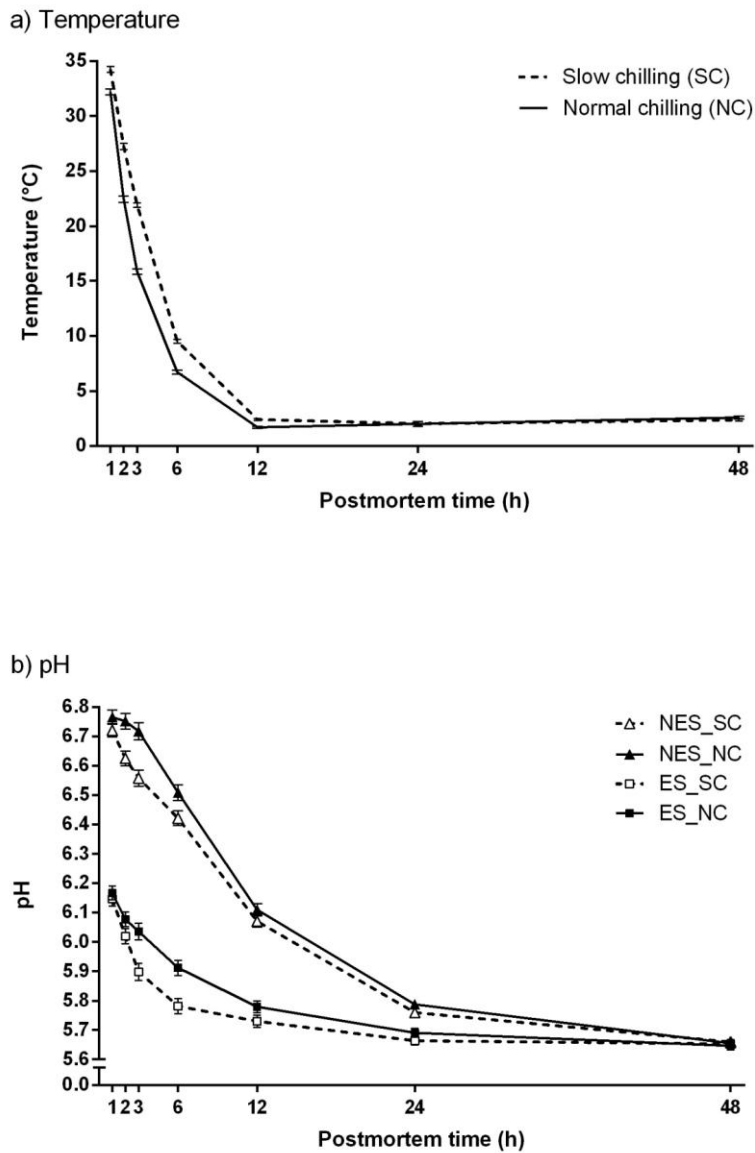 a) Temperature
35
30
25
20
15
10
5
0
Temperature (°C)
Slow chilling (SC)
Normal chilling (NC)
1 2 3 6 12 24 48
Postmortem time (h)
b) pH
6.8
6.7
6.6
6.5
6.4
6.3
6.2
6.1
6.0
5.9
5.8
5.7
5.6
0.0
pH
NES_SC
NES_NC
ES_SC
ES_NC
1 2 3 6 12 24 48
Postmortem time (h)